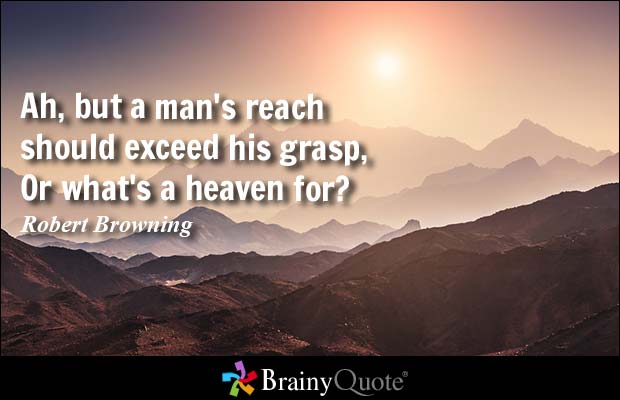 Ah, but a man's reach
should exceed his grasp,
Or what's a heaven for?
Robert Browning
BrainyQuote®